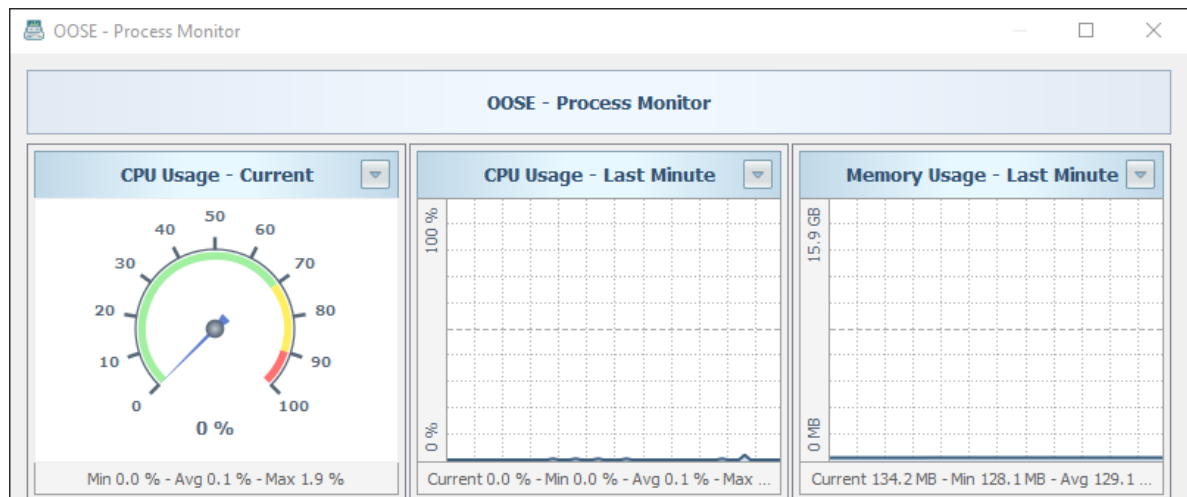 OOSE - Process Monitor
OOSE - Process Monitor
CPU Usage - Current
50
40
60
30
70
20
80
10
90
0
100
0 %
Min 0.0 % - Avg 0.1 % - Max 1.9 %
CPU Usage - Last Minute
100 %
0 %
Current 0.0 % - Min 0.0 % - Avg 0.1 % - Max ...
Memory Usage - Last Minute
15.9 GB
0 MB
Current 134.2 MB - Min 128.1 MB - Avg 129.1 ...